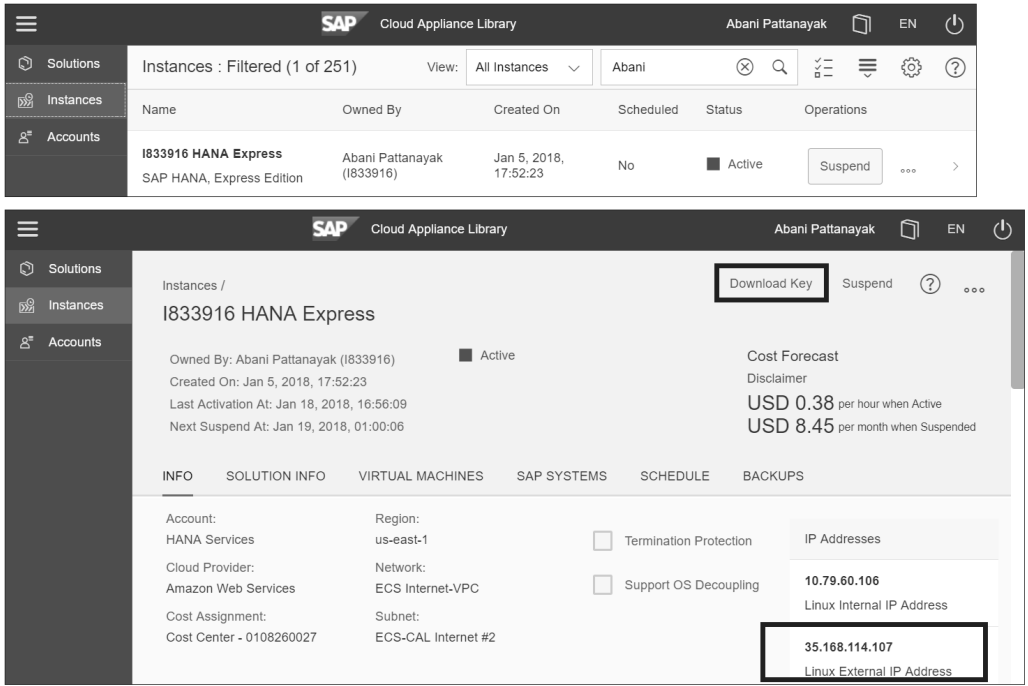 SAP Cloud Appliance Library Abani Pattanayak EN
Solutions
Instances
Accounts
Instances : Filtered (1 of 251) View: All Instances Abani
Name Owned By Created On Scheduled Status Operations
I833916 HANA Express
SAP HANA, Express Edition
Abani Pattanayak
(I833916)
Jan 5, 2018,
17:52:23
No
Active
Suspend
SAP Cloud Appliance Library Abani Pattanayak EN
Solutions
Instances
Accounts
Instances /
Download Key Suspend
I833916 HANA Express
Owned By: Abani Pattanayak (I833916)
Created On: Jan 5, 2018, 17:52:23
Last Activation At: Jan 18, 2018, 16:56:09
Next Suspend At: Jan 19, 2018, 01:00:06
Active
Cost Forecast
Disclaimer
USD 0.38 per hour when Active
USD 8.45 per month when Suspended
INFO SOLUTION INFO VIRTUAL MACHINES SAP SYSTEMS SCHEDULE BACKUPS
Account:
HANA Services
Cloud Provider:
Amazon Web Services
Cost Assignment:
Cost Center - 0108260027
Region:
us-east-1
Network:
ECS Internet-VPC
Subnet:
ECS-CAL Internet #2
Termination Protection
Support OS Decoupling
IP Addresses
10.79.60.106
Linux Internal IP Address
35.168.114.107
Linux External IP Address